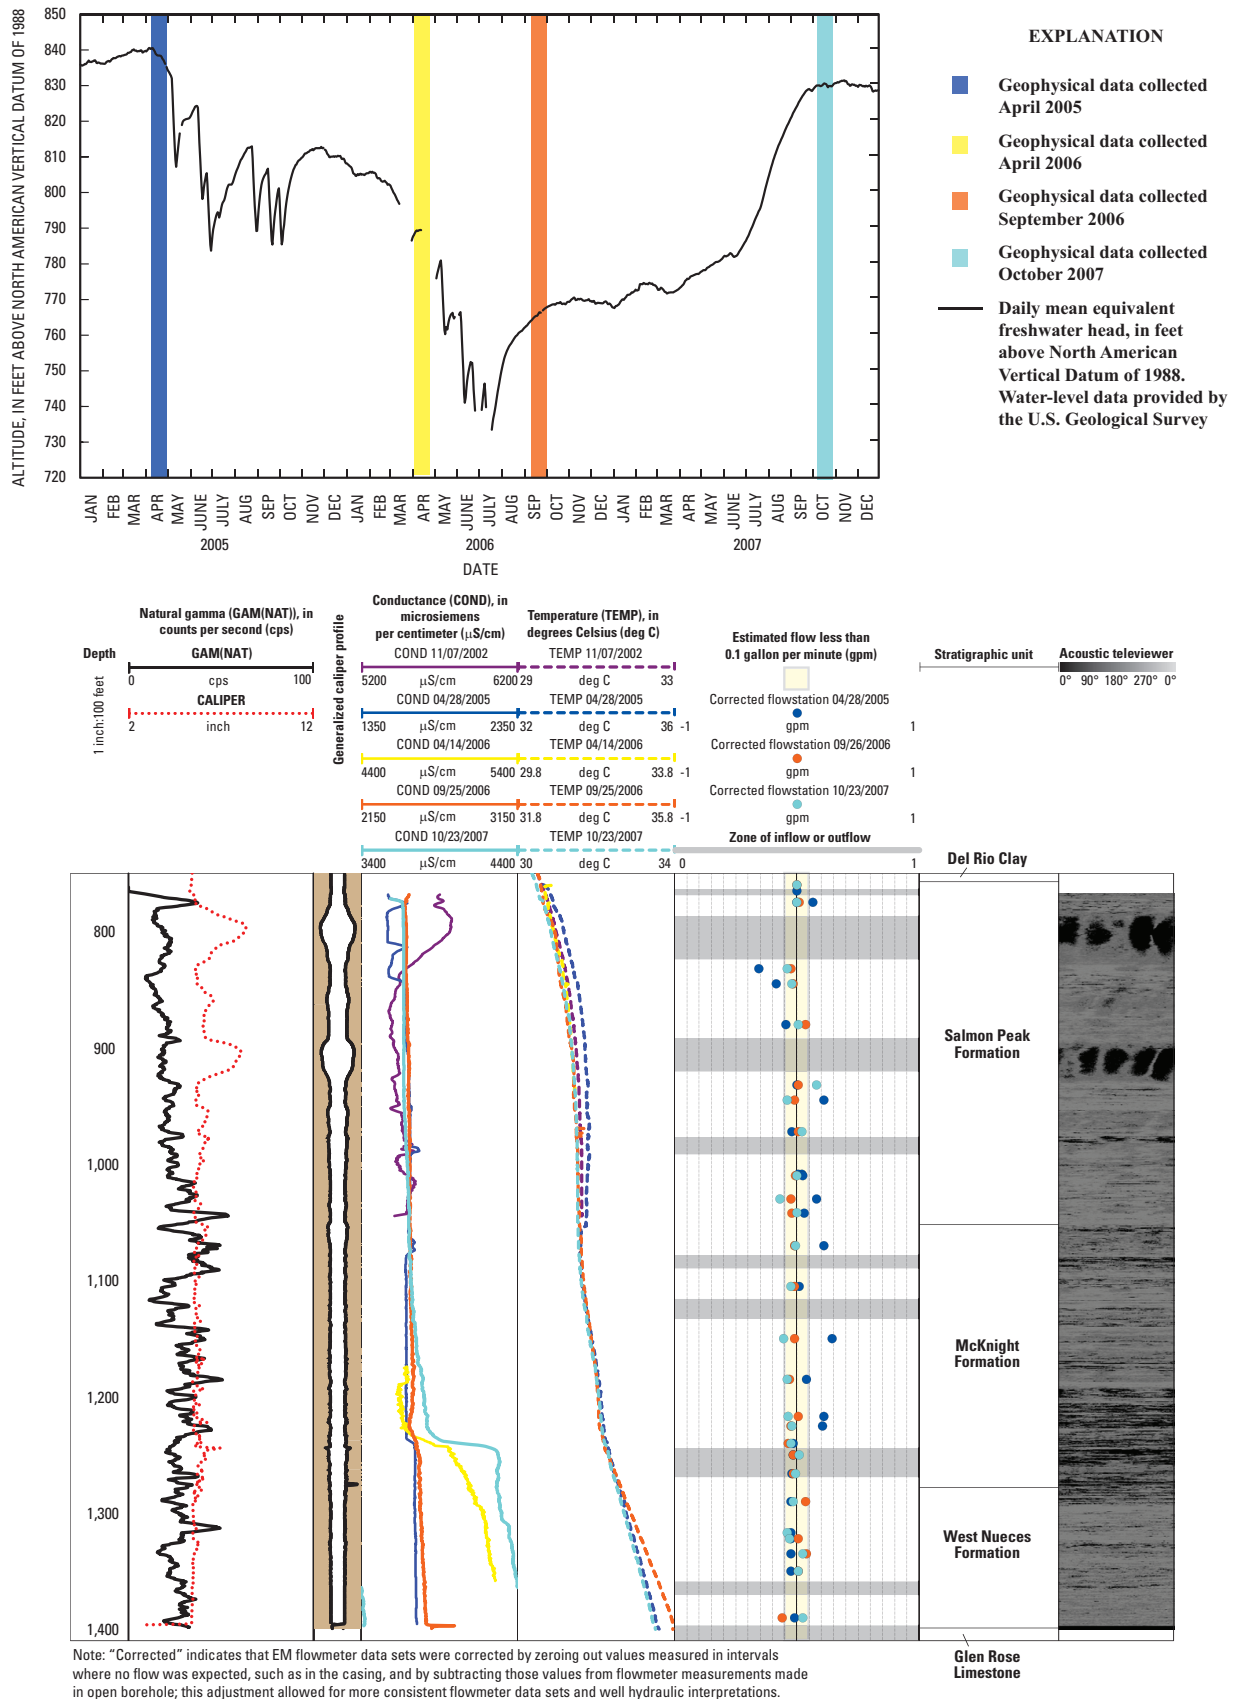 ALTITUDE, IN FEET ABOVE NORTH AMERICAN VERTICAL DATUM OF 1988
850
840
830
820
810
800
790
780
770
760
750
740
730
720
JAN FEB MAR APR MAY JUNE JULY AUG SEP OCT NOV DEC JAN FEB MAR APR MAY JUNE JULY AUG SEP OCT NOV DEC JAN FEB MAR APR MAY JUNE JULY AUG SEP OCT NOV DEC
2005 2006 2007
DATE
EXPLANATION
Geophysical data collected
April 2005
Geophysical data collected
April 2006
Geophysical data collected
September 2006
Geophysical data collected
October 2007
Daily mean equivalent
freshwater head, in feet
above North American
Vertical Datum of 1988.
Water-level data provided by
the U.S. Geological Survey
Depth
1 inch:100 feet
Natural gamma (GAM(NAT)), in
counts per second (cps)
GAM(NAT)
0 cps 100
CALIPER
2 inch 12
Generalized caliper profile
Conductance (COND), in
microsiemens
per centimeter (µS/cm)
COND 11/07/2002
5200 µS/cm 6200
COND 04/28/2005
1350 µS/cm 2350
COND 04/14/2006
4400 µS/cm 5400
COND 09/25/2006
2150 µS/cm 3150
COND 10/23/2007
3400 µS/cm 4400
Temperature (TEMP), in
degrees Celsius (deg C)
TEMP 11/07/2002
29 deg C 33
TEMP 04/28/2005
32 deg C 36
TEMP 04/14/2006
29.8 deg C 33.8
TEMP 09/25/2006
31.8 deg C 35.8
TEMP 10/23/2007
30 deg C 34
Estimated flow less than
0.1 gallon per minute (gpm)
Corrected flowstation 04/28/2005
-1 gpm 1
Corrected flowstation 09/26/2006
-1 gpm 1
Corrected flowstation 10/23/2007
-1 gpm 1
Zone of inflow or outflow
0 1
Stratigraphic unit
Acoustic televiewer
0° 90° 180° 270° 0°
800
900
1,000
1,100
1,200
1,300
1,400
Del Rio Clay
Salmon Peak
Formation
McKnight
Formation
West Nueces
Formation
Glen Rose
Limestone
Note: “Corrected” indicates that EM flowmeter data sets were corrected by zeroing out values measured in intervals
where no flow was expected, such as in the casing, and by subtracting those values from flowmeter measurements made
in open borehole; this adjustment allowed for more consistent flowmeter data sets and well hydraulic interpretations.